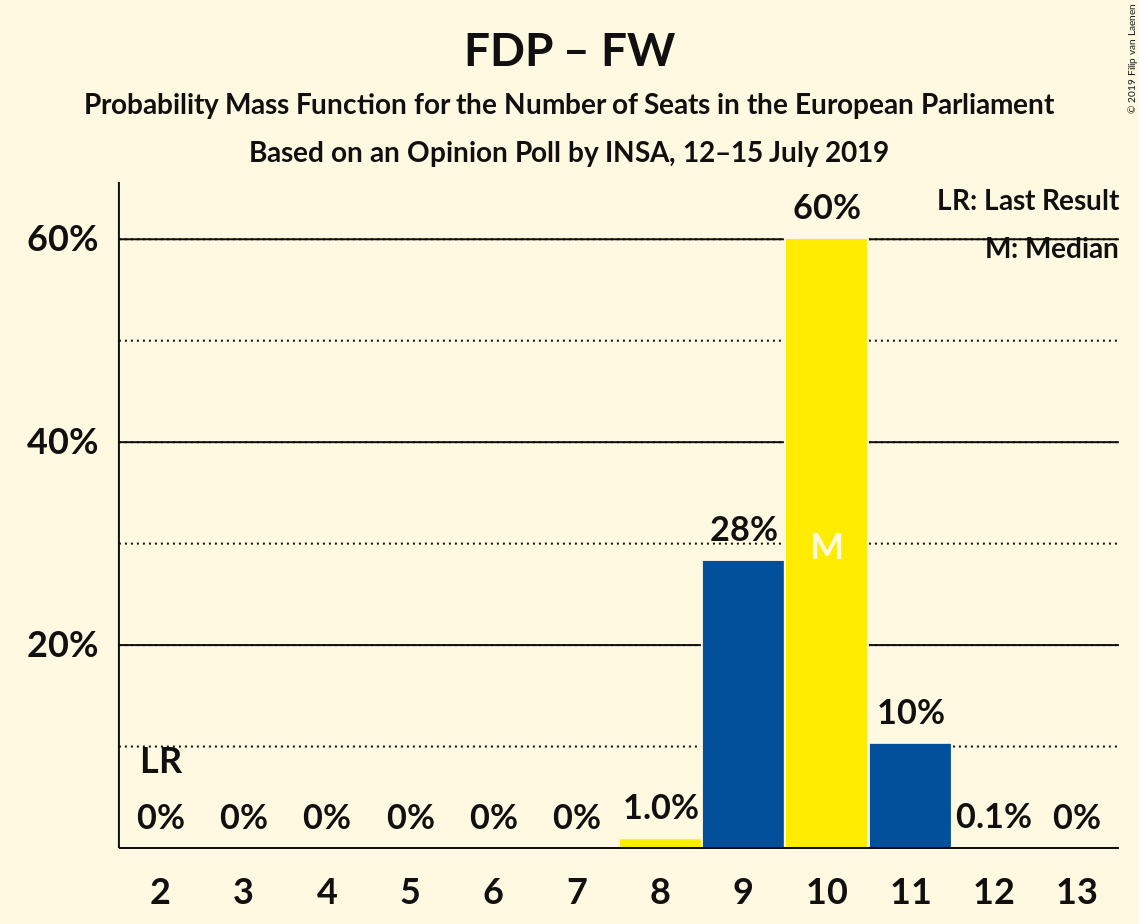 FDP – FW
Probability Mass Function for the Number of Seats in the European Parliament
Based on an Opinion Poll by INSA, 12–15 July 2019
© 2019 Filip van Laenen
LR: Last Result
M: Median
60%
40%
20%
60%
28%
M
10%
LR
0% 0% 0% 0% 0% 0% 1.0% 0.1% 0%
2 3 4 5 6 7 8 9 10 11 12 13